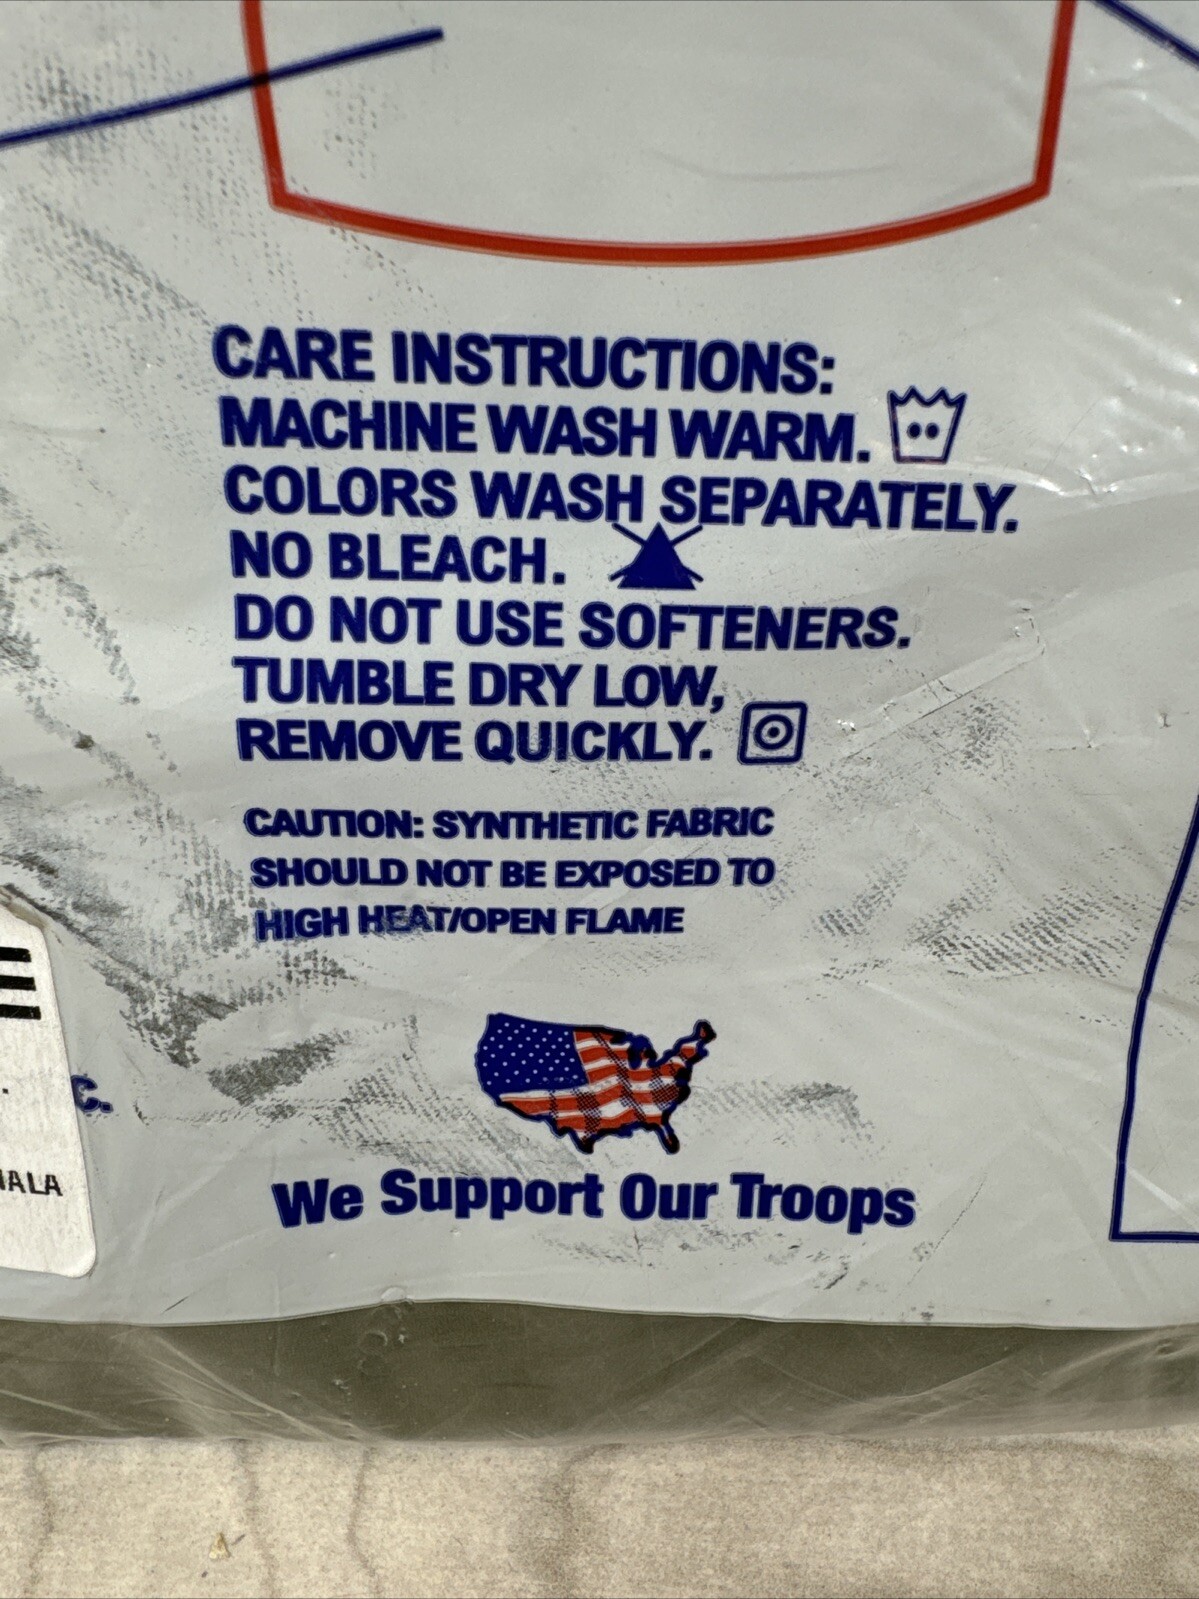 CARE INSTRUCTIONS:
MACHINE WASH WARM.
COLORS WASH SEPARATELY.
NO BLEACH.
DO NOT USE SOFTENERS.
TUMBLE DRY LOW,
REMOVE QUICKLY.
CAUTION: SYNTHETIC FABRIC
SHOULD NOT BE EXPOSED TO
HIGH HEAT/OPEN FLAME
We Support Our Troops